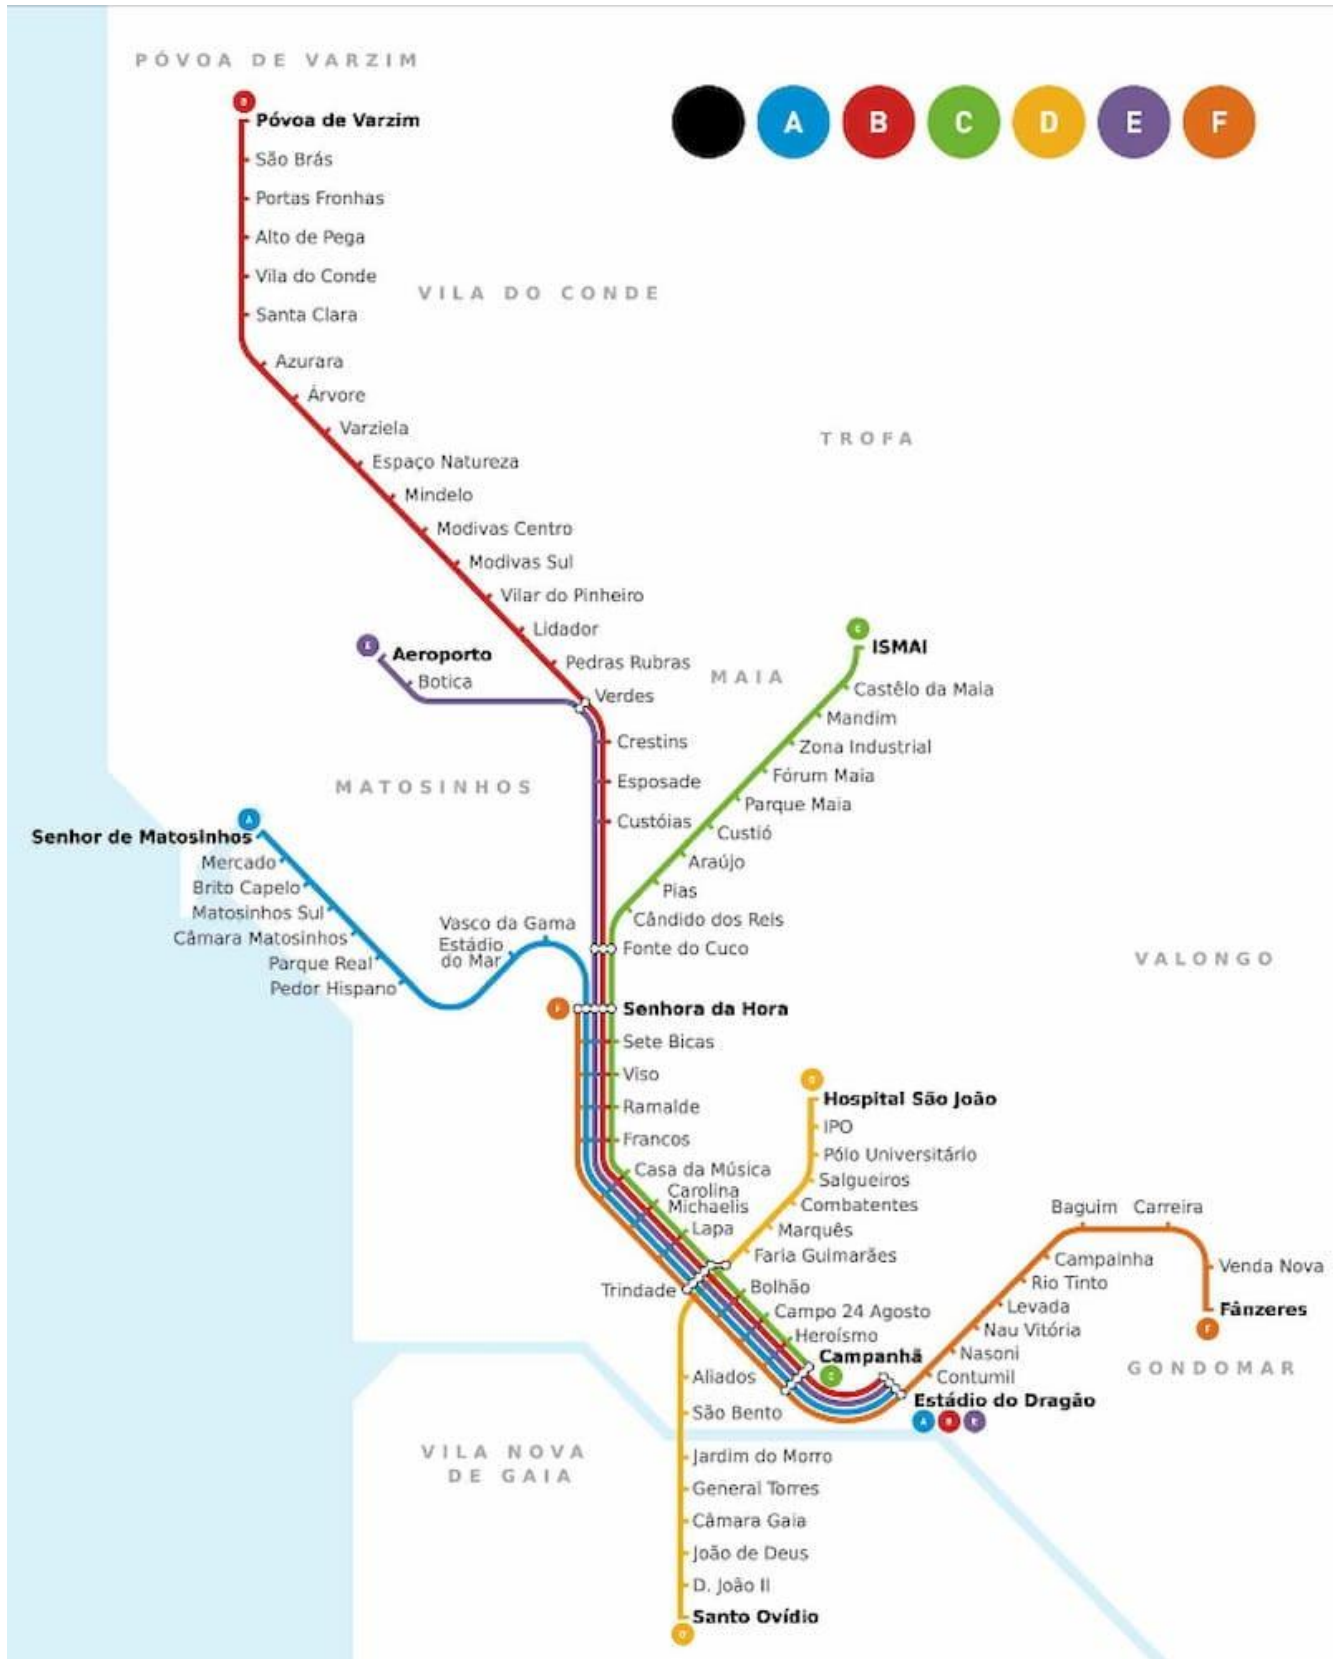 PÓVOA DE VARZIM
A B C D E F
B
Póvoa de Varzim
São Brás
Portas Fronhas
Alto de Pega
Vila do Conde
VILA DO CONDE
Santa Clara
Azurara
Árvore
Varziela
TROFA
Espaço Natureza
Mindelo
Modivas Centro
Modivas Sul
Vilar do Pinheiro
Lidador
C
ISMAI
E
Aeroporto
Pedras Rubras
MAIA
Botica
Verdes
Castêlo da Maia
Mandim
Crestins
Zona Industrial
Esposade
Fórum Maia
MATOSINHOS
Parque Maia
A
Custóias
Custió
Senhor de Matosinhos
Mercado
Araújo
Brito Capelo
Pias
Matosinhos Sul
Cândido dos Reis
Vasco da Gama
Câmara Matosinhos
Estádio
do Mar
Fonte do Cuco
VALONGO
Parque Real
Pedor Hispano
F
Senhora da Hora
Sete Bicas
Viso
D
Hospital São João
Ramalde
IPO
Francos
Pólo Universitário
Casa da Música
Salgueiros
Carolina
Michaelis
Combatentes
Baguim
Carreira
Lapa
Marquês
Faria Guimarães
Campainha
Venda Nova
Trindade
Bolhão
Rio Tinto
Campo 24 Agosto
Levada
Fânzeres
F
Heroísmo
Nau Vitória
Campanhã
C
Nasoni
GONDOMAR
Aliados
Contumil
Estádio do Dragão
A B E
São Bento
VILA NOVA
DE GAIA
Jardim do Morro
General Torres
Câmara Gaia
João de Deus
D. João II
Santo Ovídio
D